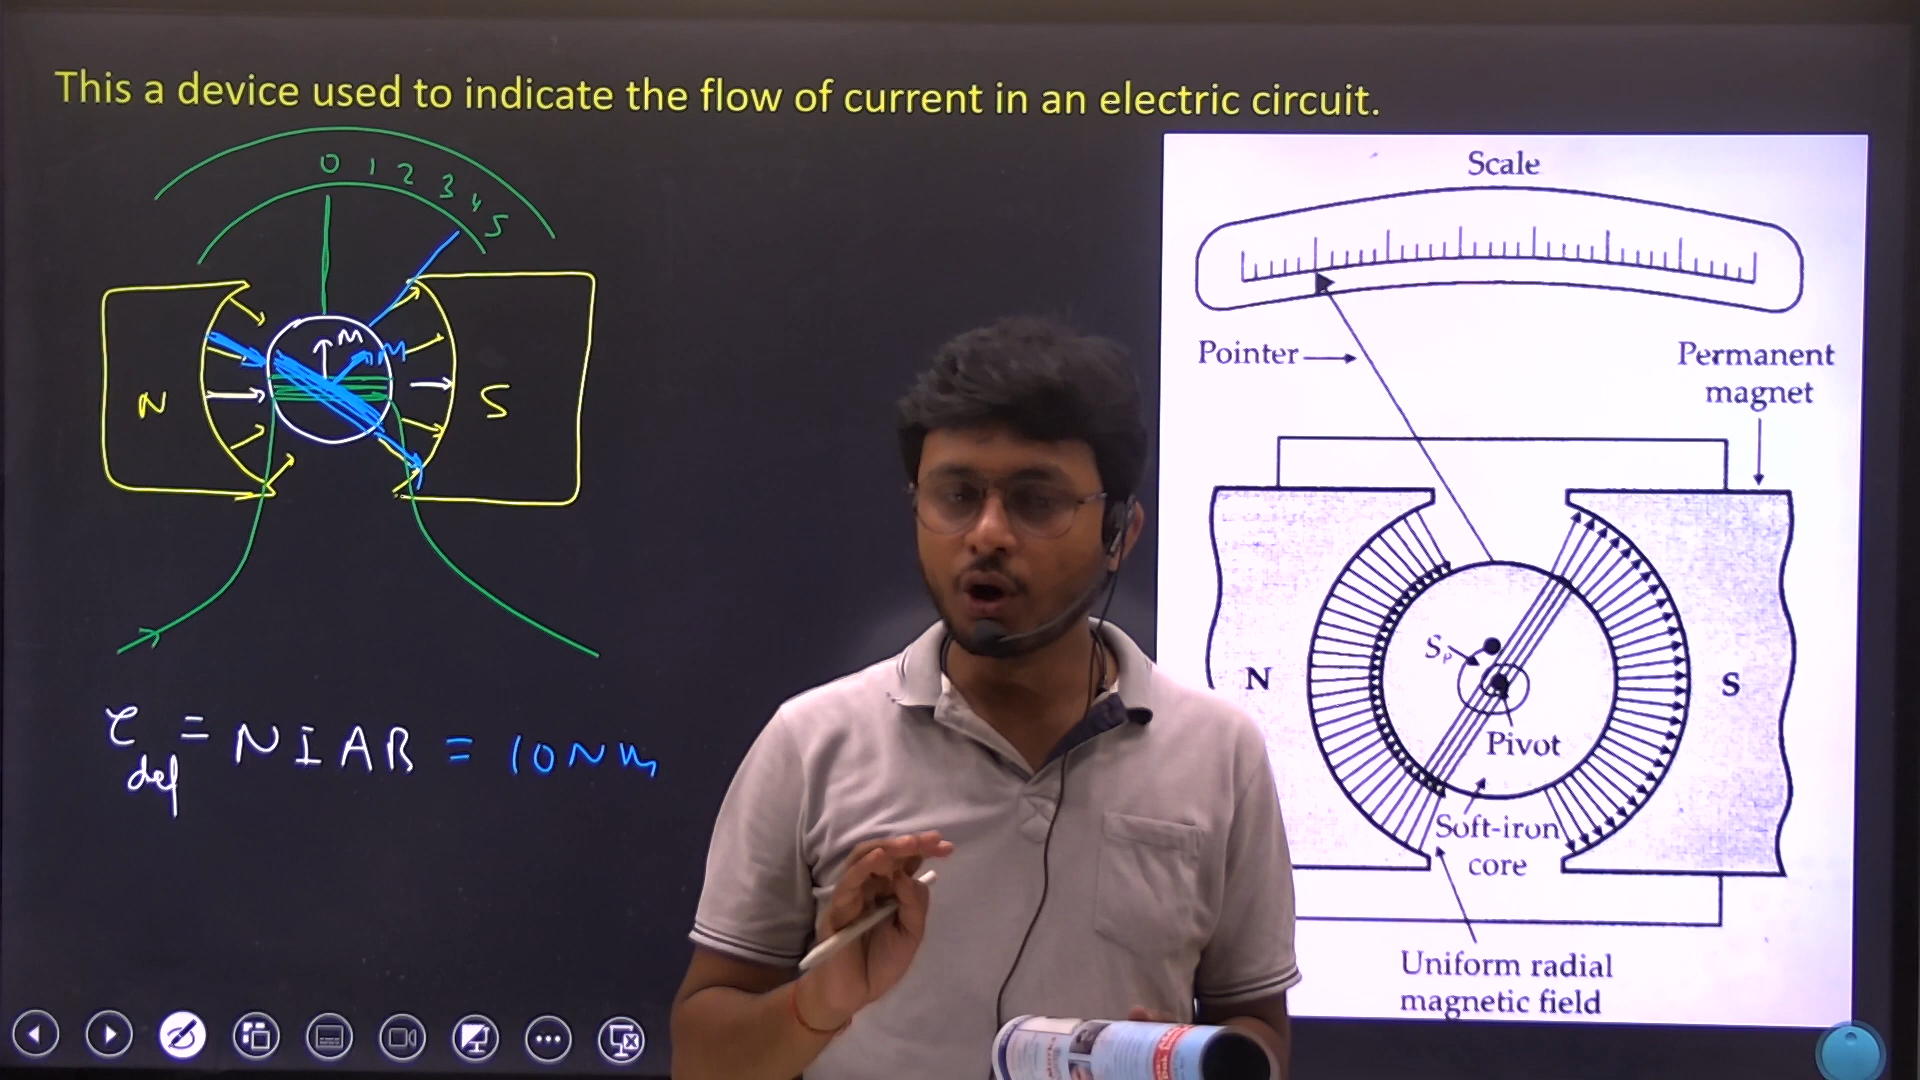 This a device used to indicate the flow of current in an electric circuit.
0 1 2 3 4 5
M
M
N
S
τdef = NIAB = 10Nm
Scale
Pointer
Permanent
magnet
N
S
Sp
Pivot
Soft-iron
core
Uniform radial
magnetic field